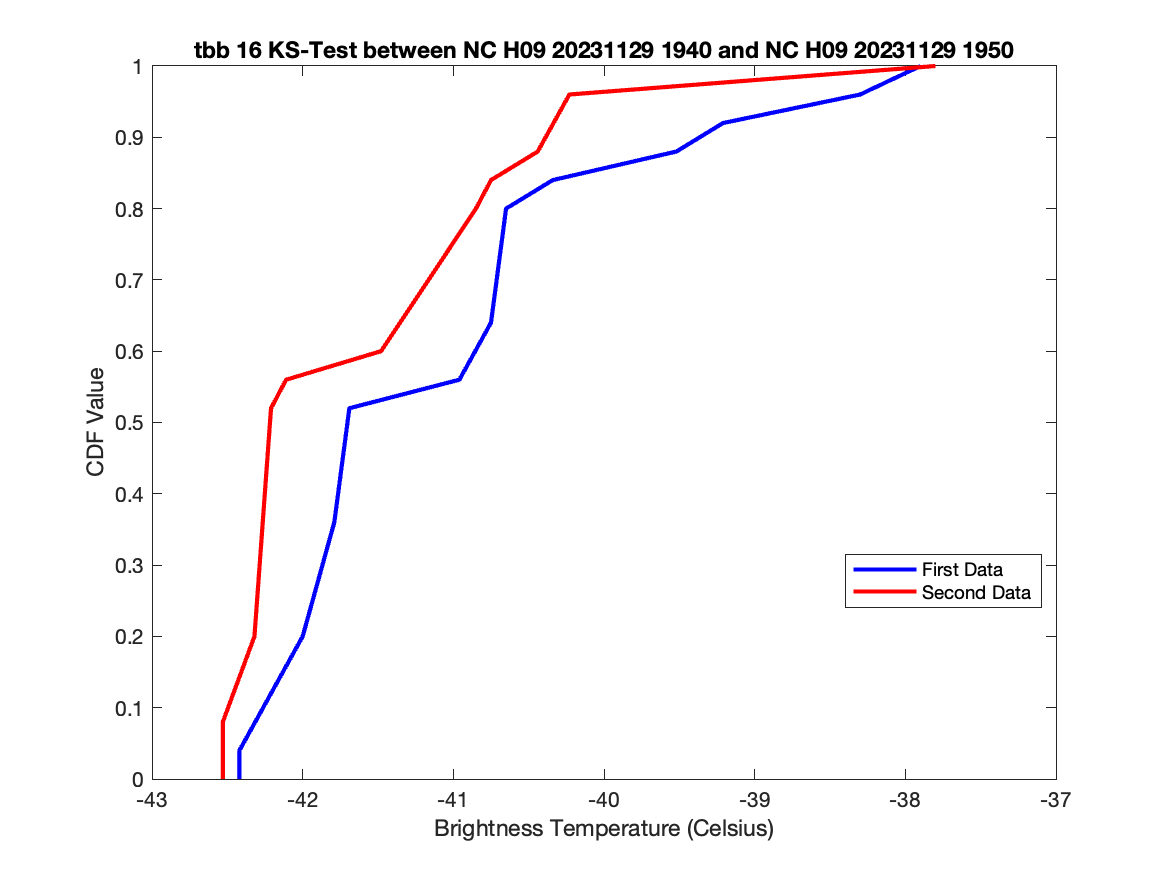 tbb 16 KS-Test between NC H09 20231129 1940 and NC H09 20231129 1950
1
0.9
0.8
0.7
0.6
0.5
0.4
0.3
0.2
0.1
0
CDF Value
First Data
Second Data
-43 -42 -41 -40 -39 -38 -37
Brightness Temperature (Celsius)